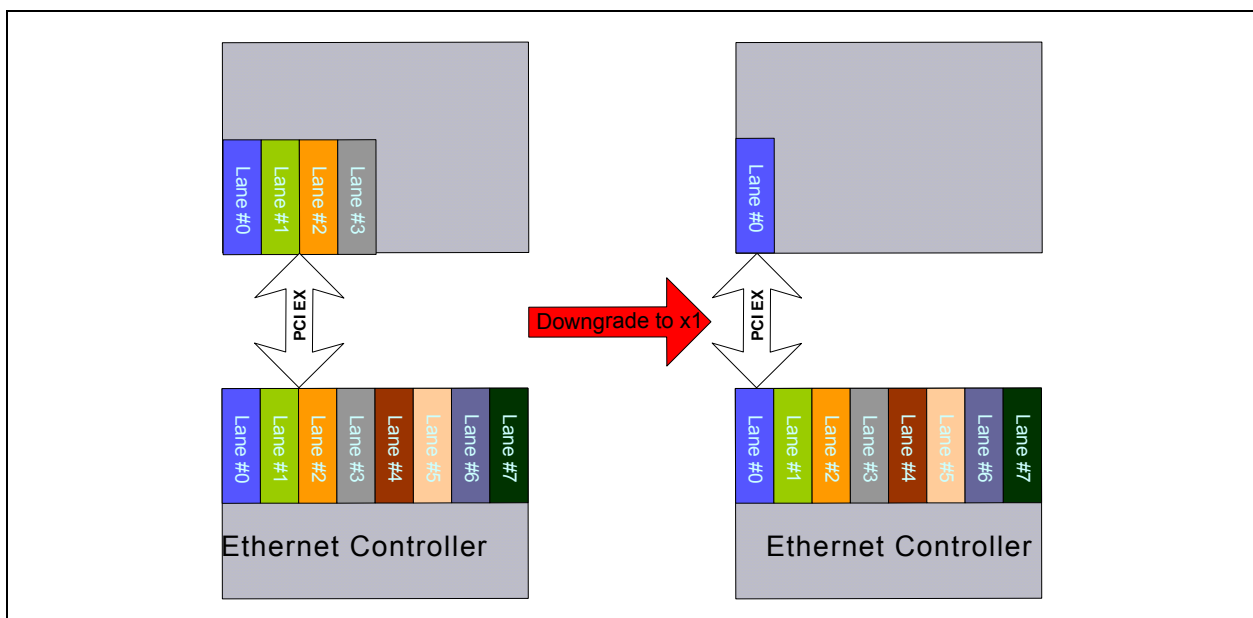 Lane #0
Lane #1
Lane #2
Lane #3
Lane #0
PCI EX
Downgrade to x1
PCI EX
Lane #0
Lane #1
Lane #2
Lane #3
Lane #4
Lane #5
Lane #6
Lane #7
Lane #0
Lane #1
Lane #2
Lane #3
Lane #4
Lane #5
Lane #6
Lane #7
Ethernet Controller
Ethernet Controller